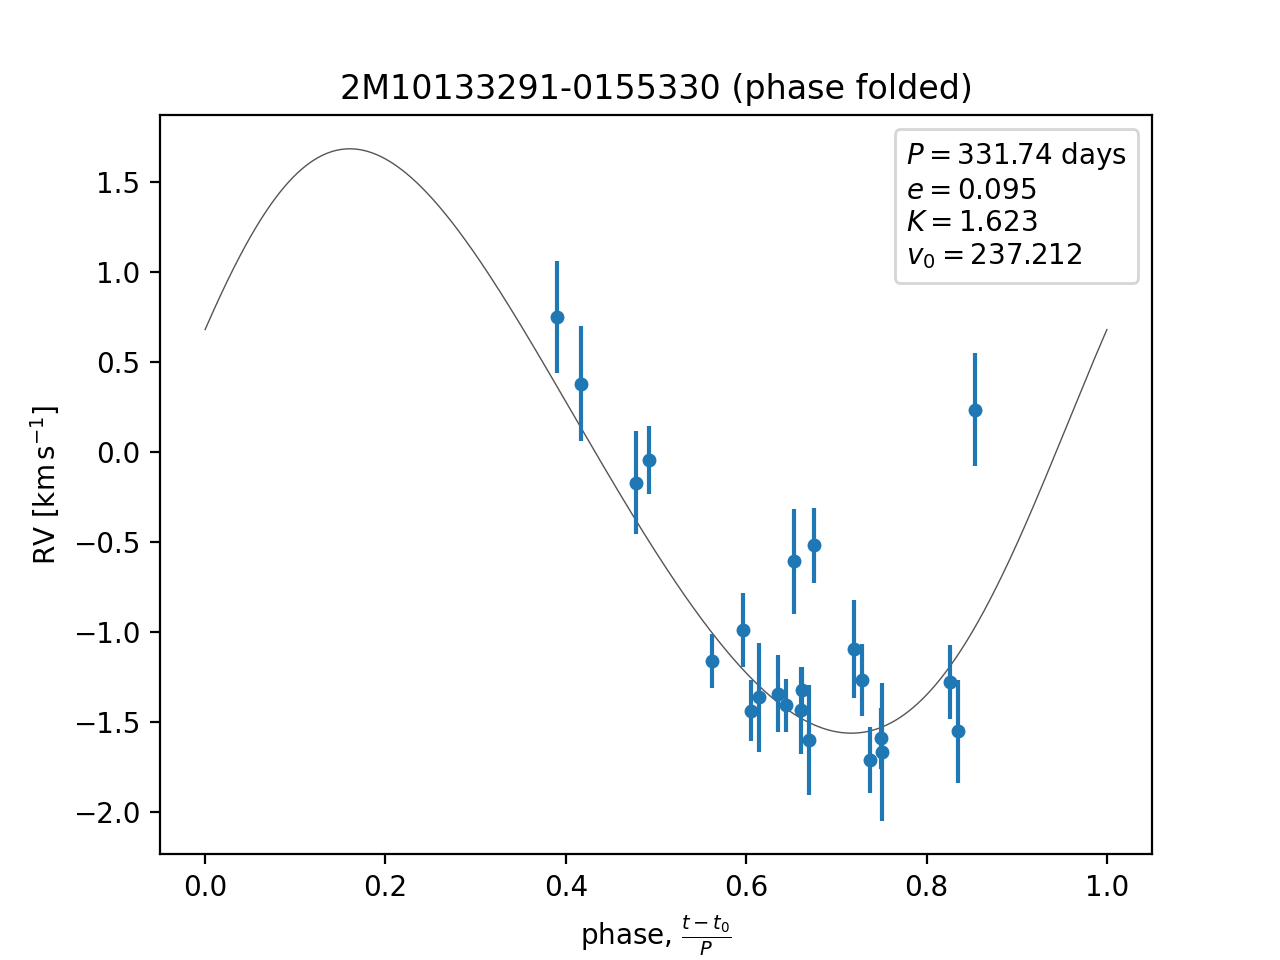 2M10133291-0155330 (phase folded)
P = 331.74 days
e = 0.095
K = 1.623
v₀ = 237.212
RV [km s⁻¹]
1.5
1.0
0.5
0.0
−0.5
−1.0
−1.5
−2.0
0.0 0.2 0.4 0.6 0.8 1.0
phase, (t − t₀)/P